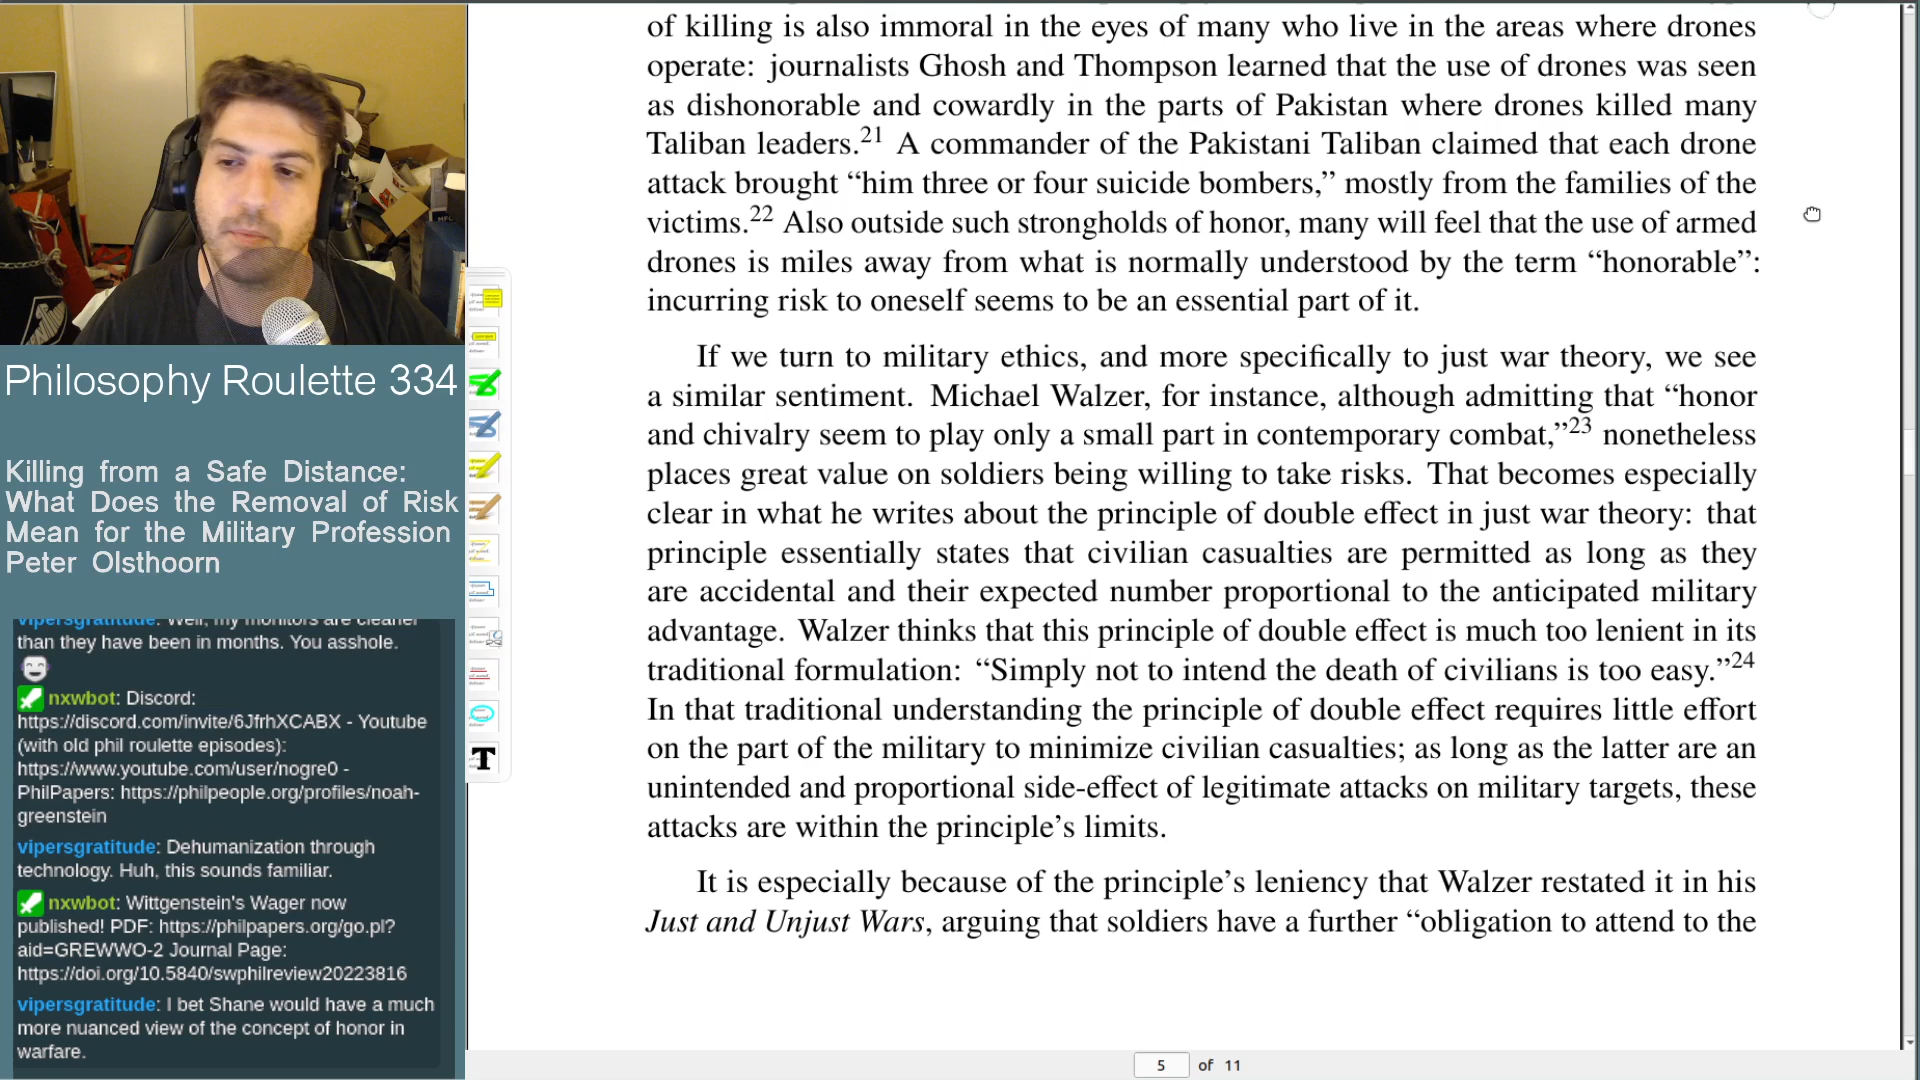 of killing is also immoral in the eyes of many who live in the areas where drones
operate: journalists Ghosh and Thompson learned that the use of drones was seen
as dishonorable and cowardly in the parts of Pakistan where drones killed many
Taliban leaders.21 A commander of the Pakistani Taliban claimed that each drone
attack brought “him three or four suicide bombers,” mostly from the families of the
victims.22 Also outside such strongholds of honor, many will feel that the use of armed
drones is miles away from what is normally understood by the term “honorable”:
incurring risk to oneself seems to be an essential part of it.
If we turn to military ethics, and more specifically to just war theory, we see
a similar sentiment. Michael Walzer, for instance, although admitting that “honor
and chivalry seem to play only a small part in contemporary combat,”23 nonetheless
places great value on soldiers being willing to take risks. That becomes especially
clear in what he writes about the principle of double effect in just war theory: that
principle essentially states that civilian casualties are permitted as long as they
are accidental and their expected number proportional to the anticipated military
advantage. Walzer thinks that this principle of double effect is much too lenient in its
traditional formulation: “Simply not to intend the death of civilians is too easy.”24
In that traditional understanding the principle of double effect requires little effort
on the part of the military to minimize civilian casualties; as long as the latter are an
unintended and proportional side-effect of legitimate attacks on military targets, these
attacks are within the principle’s limits.
It is especially because of the principle’s leniency that Walzer restated it in his
Just and Unjust Wars, arguing that soldiers have a further “obligation to attend to the
5 of 11
Philosophy Roulette 334
Killing from a Safe Distance:
What Does the Removal of Risk
Mean for the Military Profession
Peter Olsthoorn
vipersgratitude: Well, my monitors are cleaner
than they have been in months. You asshole.
nxwbot: Discord:
https://discord.com/invite/6JfrhXCABX - Youtube
(with old phil roulette episodes):
https://www.youtube.com/user/nogre0 -
PhilPapers: https://philpeople.org/profiles/noah-
greenstein
vipersgratitude: Dehumanization through
technology. Huh, this sounds familiar.
nxwbot: Wittgenstein's Wager now
published! PDF: https://philpapers.org/go.pl?
aid=GREWWO-2 Journal Page:
https://doi.org/10.5840/swphilreview20223816
vipersgratitude: I bet Shane would have a much
more nuanced view of the concept of honor in
warfare.
T